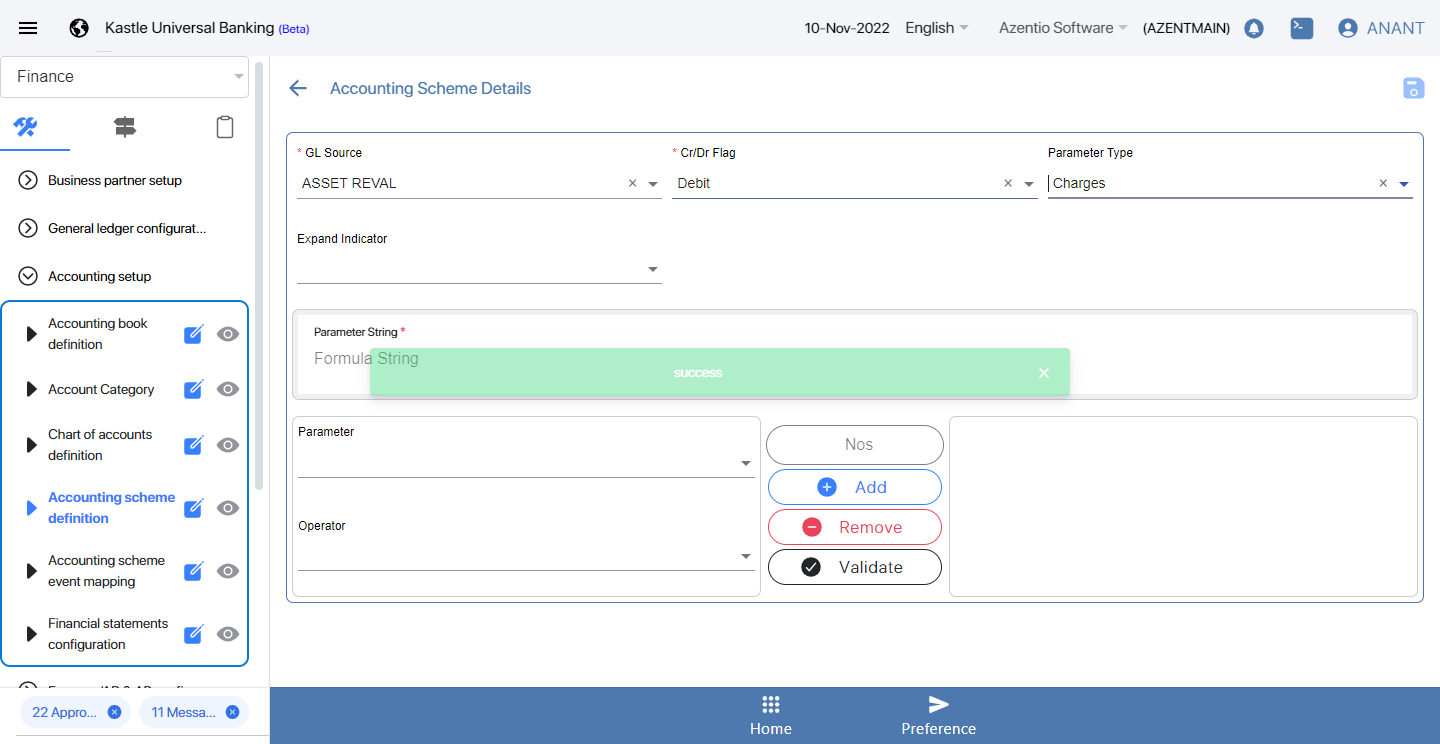 Kastle Universal Banking (Beta)
10-Nov-2022
English
Azentio Software
(AZENTMAIN)
ANANT
Finance
Business partner setup
General ledger configurat...
Accounting setup
Accounting book
definition
Account Category
Chart of accounts
definition
Accounting scheme
definition
Accounting scheme
event mapping
Financial statements
configuration
22 Appro...
11 Messa...
Accounting Scheme Details
* GL Source
ASSET REVAL
* Cr/Dr Flag
Debit
Parameter Type
Charges
Expand Indicator
Parameter String *
Formula String
success
Parameter
Operator
Nos
Add
Remove
Validate
Home
Preference